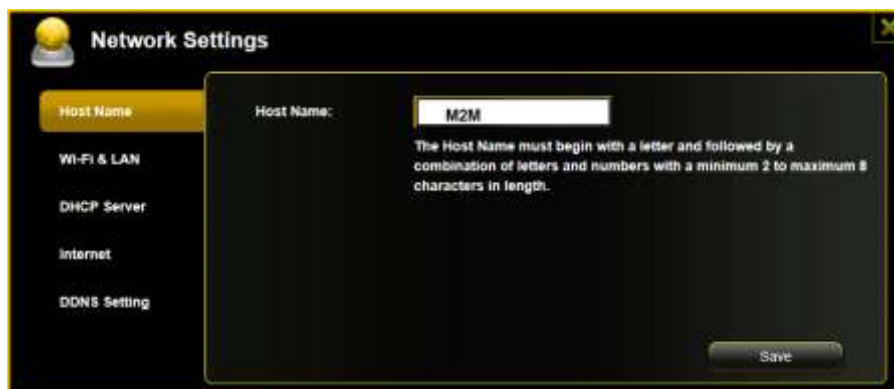 Network Settings
Host Name
Wi-Fi & LAN
DHCP Server
Internet
DDNS Setting
Host Name:
M2M
The Host Name must begin with a letter and followed by a
combination of letters and numbers with a minimum 2 to maximum 8
characters in length.
Save